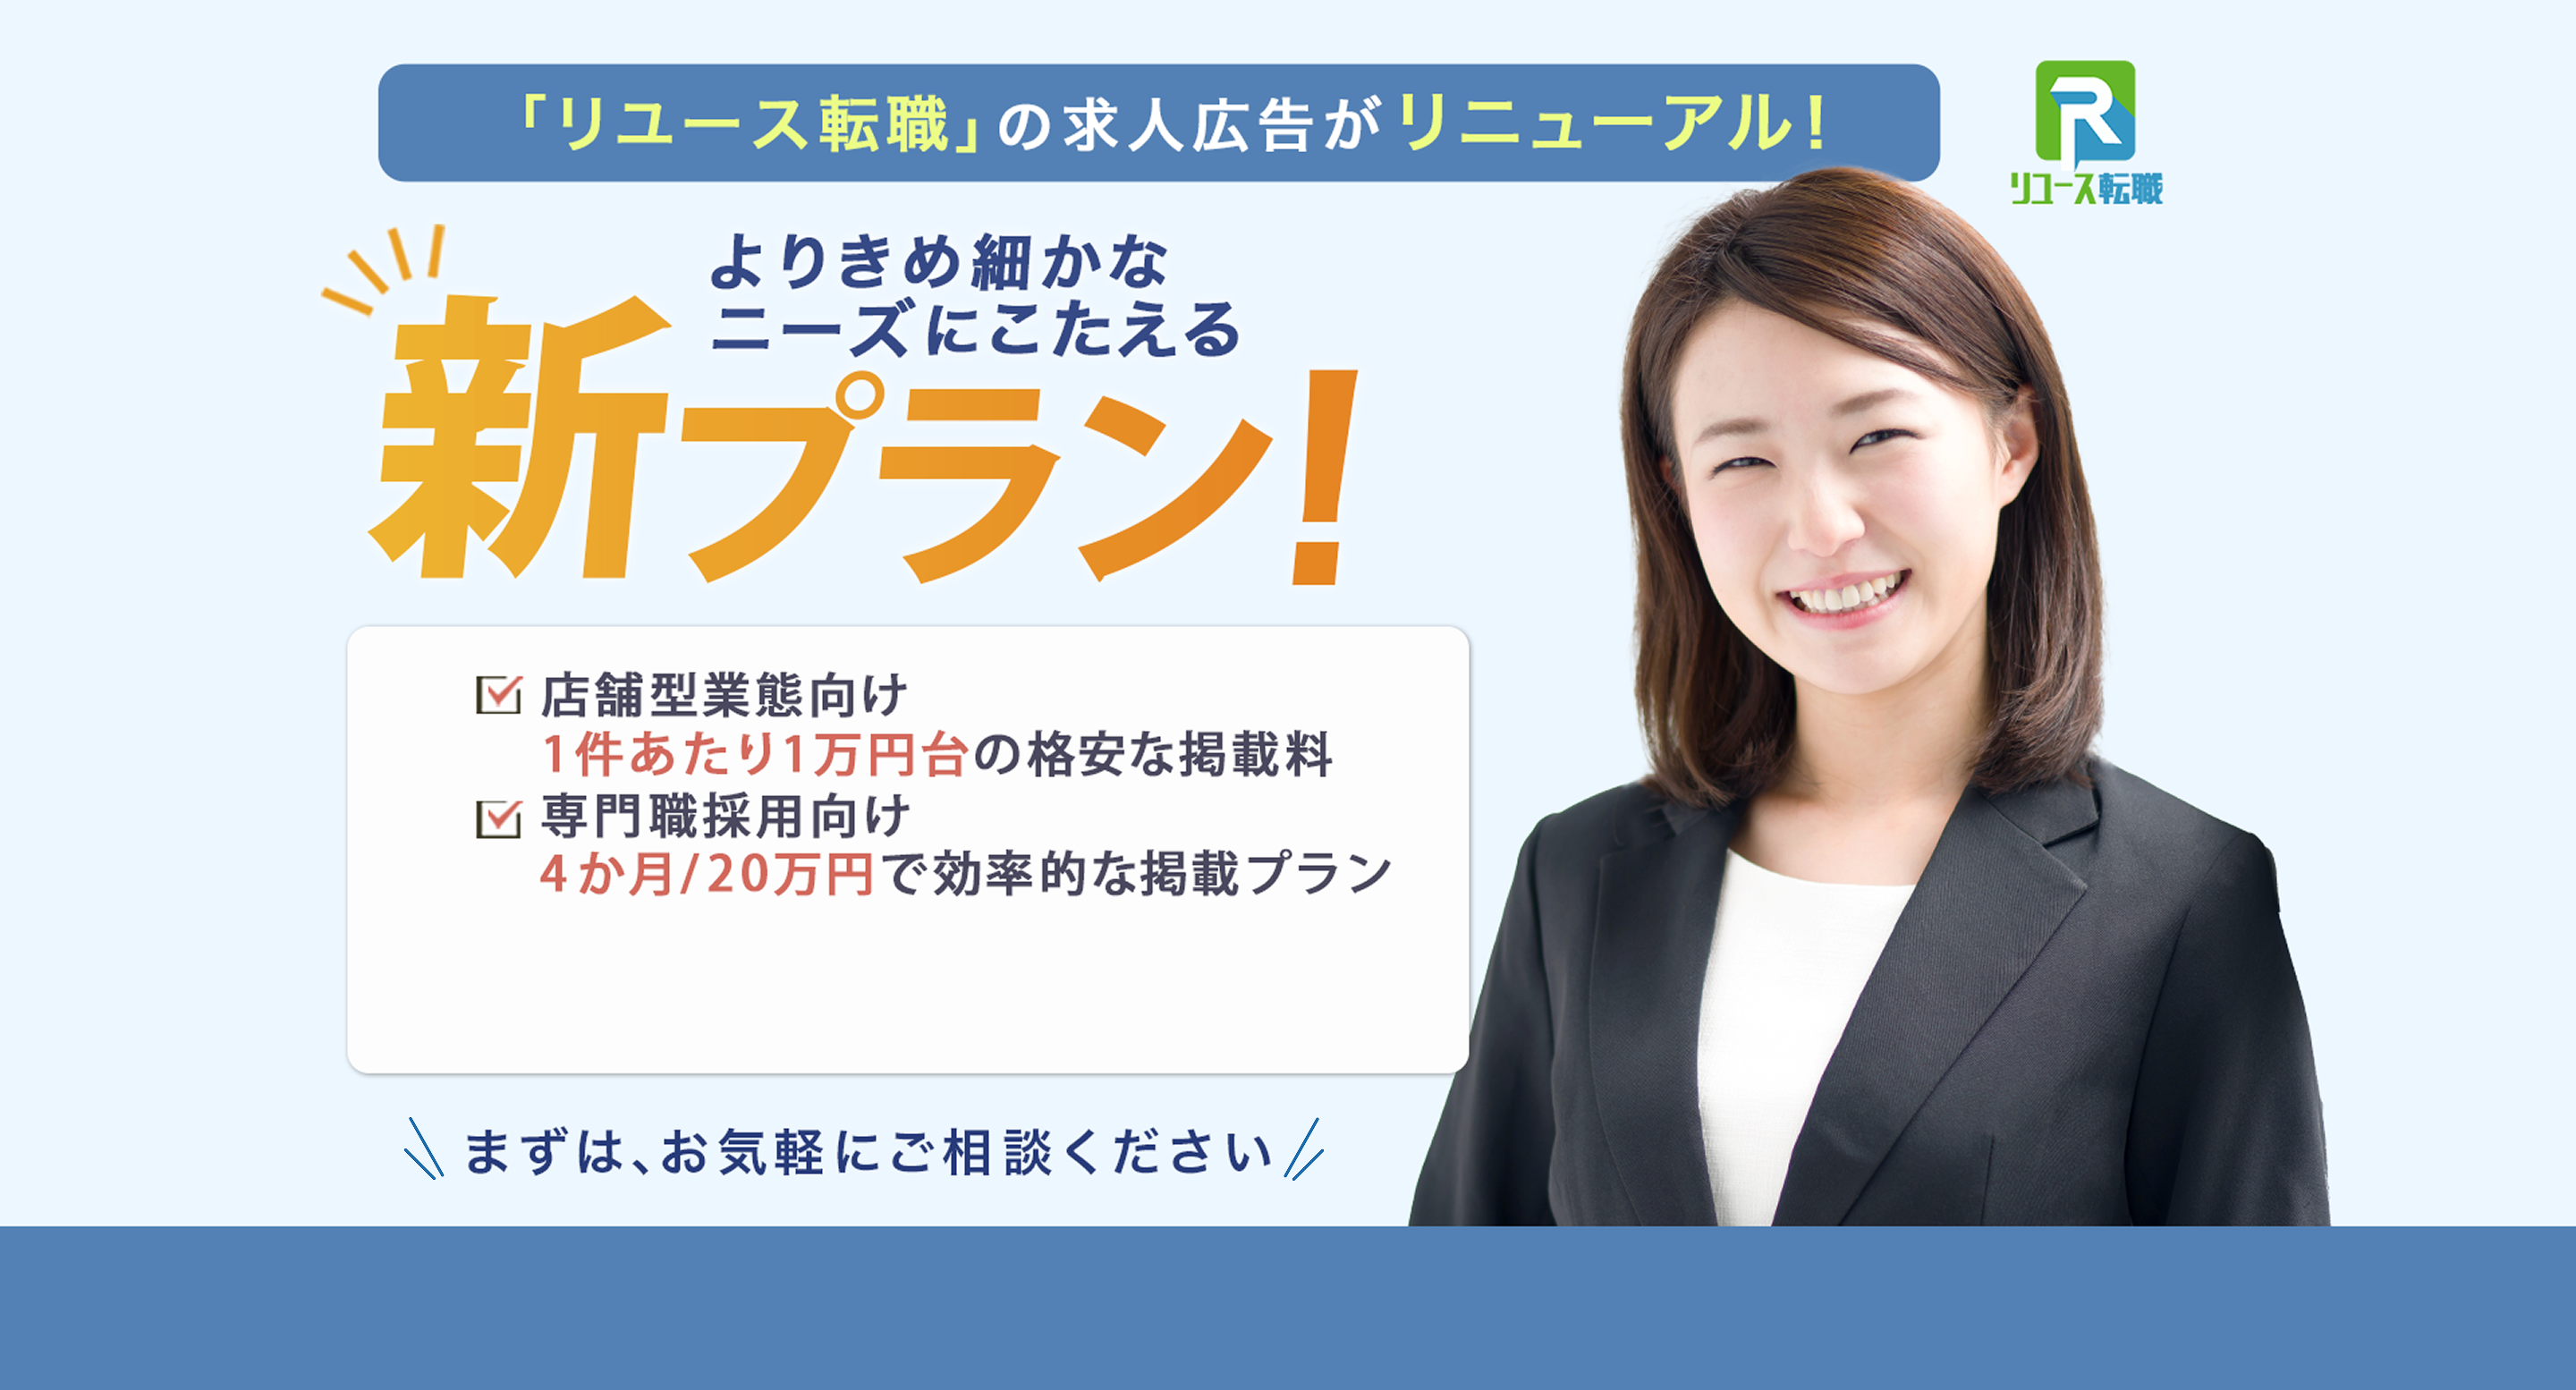 「リユース転職」の求人広告がリニューアル！
リユース転職
よりきめ細かな
ニーズにこたえる
新プラン！
店舗型業態向け
1件あたり1万円台の格安な掲載料
専門職採用向け
4か月/20万円で効率的な掲載プラン
まずは、お気軽にご相談ください